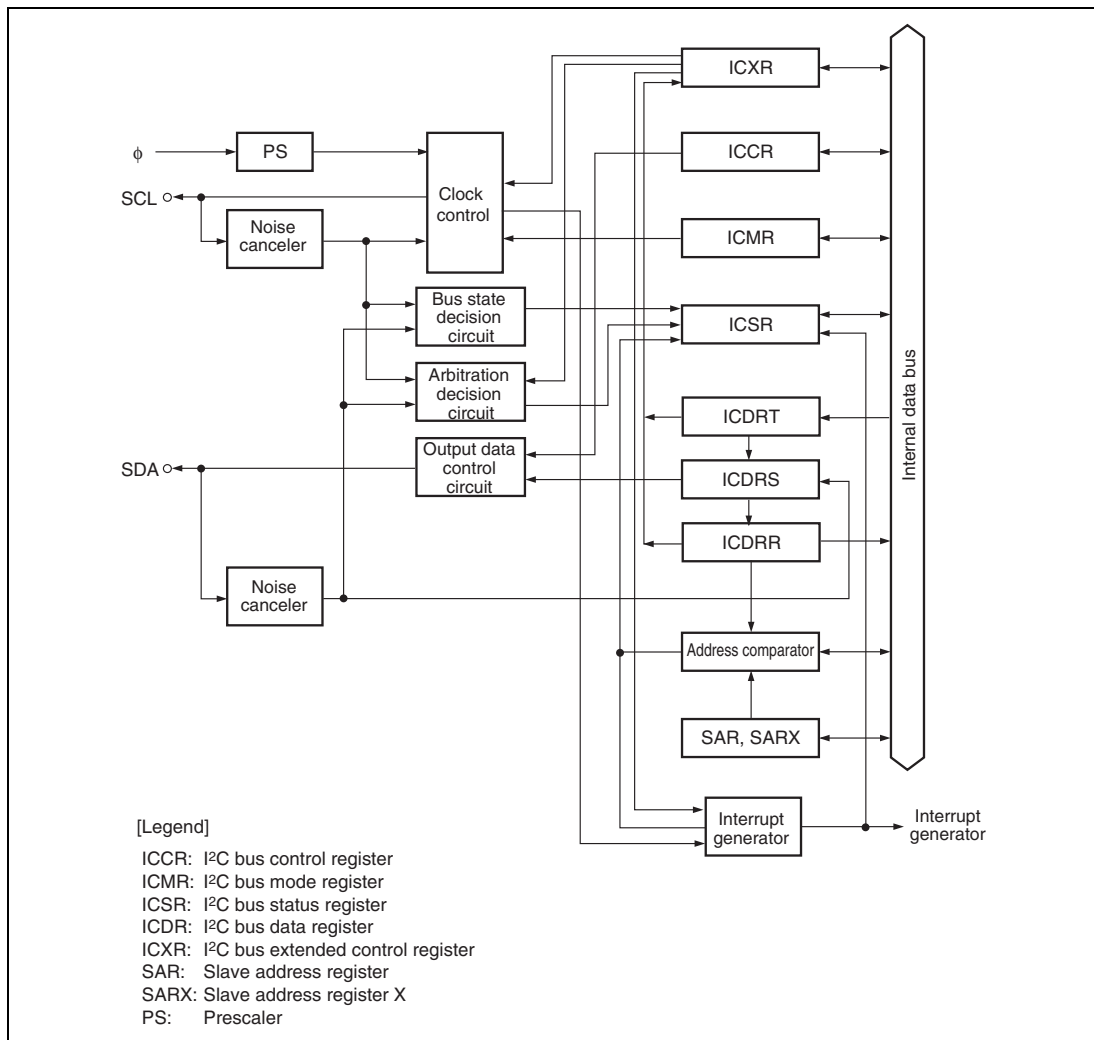 ICXR
φ
PS
ICCR
SCL
Clock
control
Noise
canceler
ICMR
Bus state
decision
circuit
ICSR
Arbitration
decision
circuit
ICDRT
Internal data bus
SDA
Output data
control
circuit
ICDRS
ICDRR
Noise
canceler
Address comparator
SAR, SARX
Interrupt
generator
Interrupt
generator
[Legend]
ICCR: I²C bus control register
ICMR: I²C bus mode register
ICSR: I²C bus status register
ICDR: I²C bus data register
ICXR: I²C bus extended control register
SAR: Slave address register
SARX: Slave address register X
PS: Prescaler